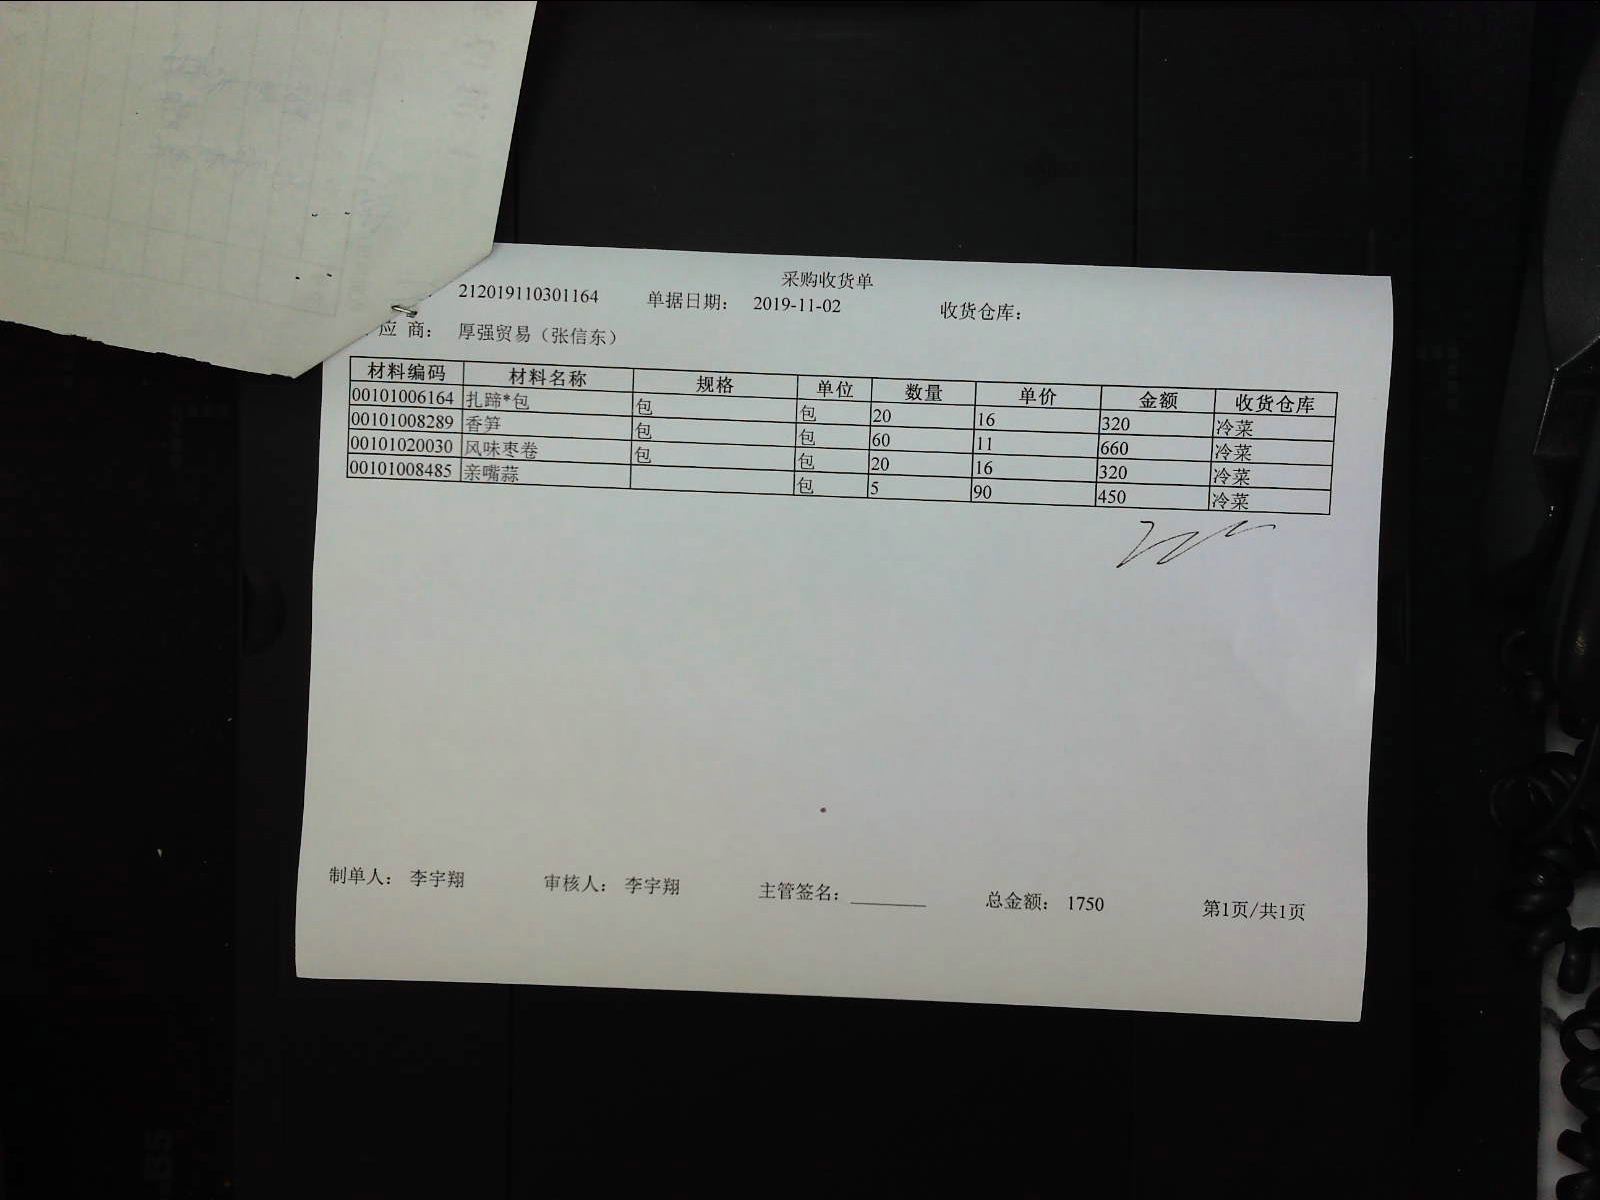 采购收货单
212019110301164 单据日期： 2019-11-02 收货仓库：
应 商： 厚强贸易（张信东）
材料编码 材料名称 规格 单位 数量 单价 金额 收货仓库
00101006164 扎蹄*包 包 包 20 16 320 冷菜
00101008289 香笋 包 包 60 11 660 冷菜
00101020030 风味枣卷 包 包 20 16 320 冷菜
00101008485 亲嘴蒜 包 5 90 450 冷菜
制单人： 李宇翔 审核人： 李宇翔 主管签名： 总金额： 1750 第1页/共1页